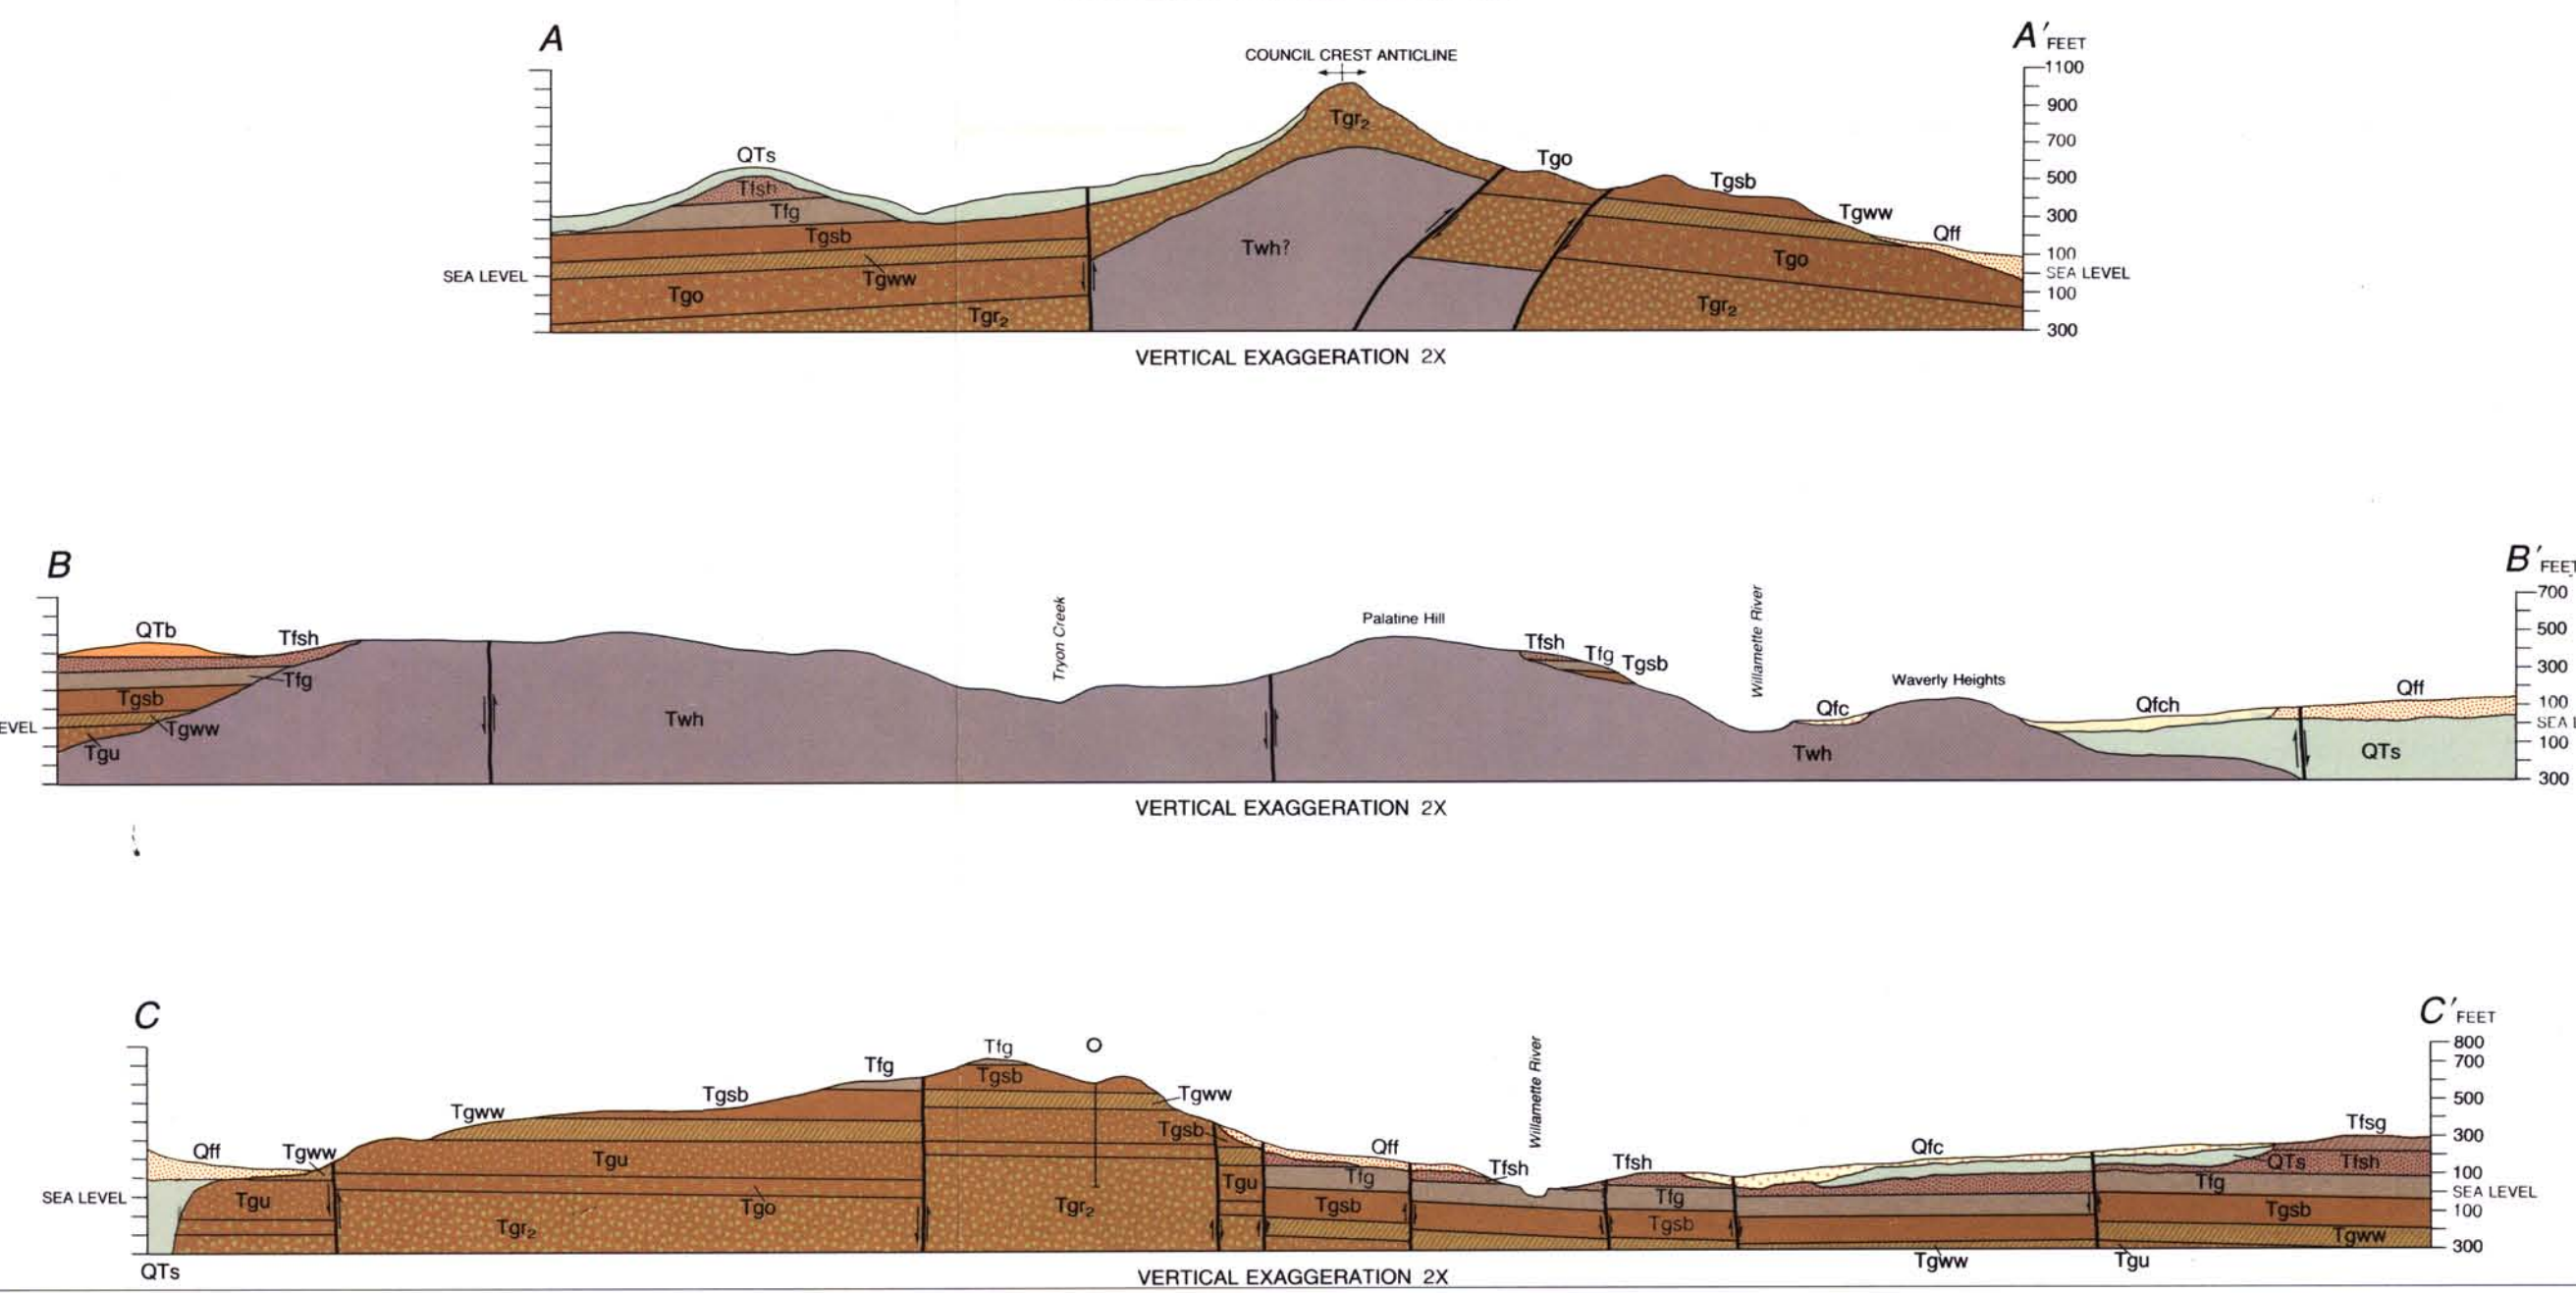 A
A′ FEET
COUNCIL CREST ANTICLINE
1100
900
700
500
300
100
SEA LEVEL
100
300
SEA LEVEL
QTs
Tfsh
Tfg
Tgsb
Tgww
Tgo
Tgr₂
Twh?
Tgr₂
Tgo
Tgsb
Tgww
Qff
Tgo
Tgr₂
VERTICAL EXAGGERATION 2X
B
B′ FEET
700
500
300
100
SEA L
100
300
EVEL
QTb
Tfsh
Tfg
Tgsb
Tgww
Tgu
Twh
Tryon Creek
Palatine Hill
Tfsh
Tfg
Tgsb
Willamette River
Qfc
Waverly Heights
Twh
Qfch
Qff
QTs
VERTICAL EXAGGERATION 2X
C
C′ FEET
800
700
500
300
100
SEA LEVEL
100
300
SEA LEVEL
Qff
Tgww
Tgu
QTs
Tgww
Tgsb
Tfg
Tgu
Tgo
Tgr₂
Tfg
Tgsb
O
Tgww
Tgr₂
Tgsb
Tgu
Qff
Tfg
Tgsb
Tfsh
Willamette River
Tfsh
Tfg
Tgsb
Qfc
Tgww
Tgu
Tfsg
QTs
Tfsh
Tfg
Tgsb
Tgww
VERTICAL EXAGGERATION 2X